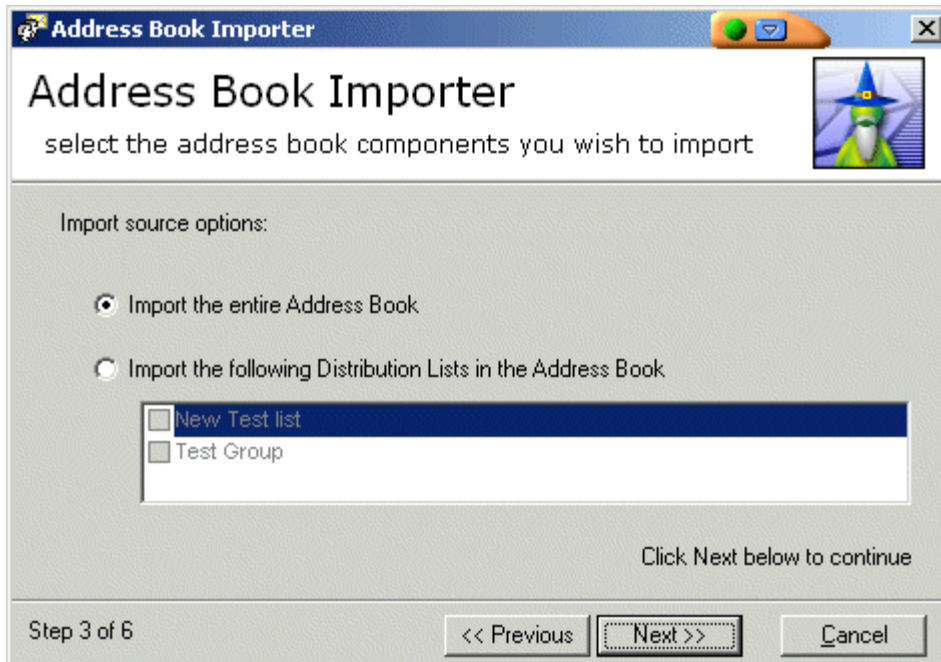 Address Book Importer
Address Book Importer
select the address book components you wish to import
Import source options:
Import the entire Address Book
Import the following Distribution Lists in the Address Book
New Test list
Test Group
Click Next below to continue
Step 3 of 6
<< Previous
Next >>
Cancel